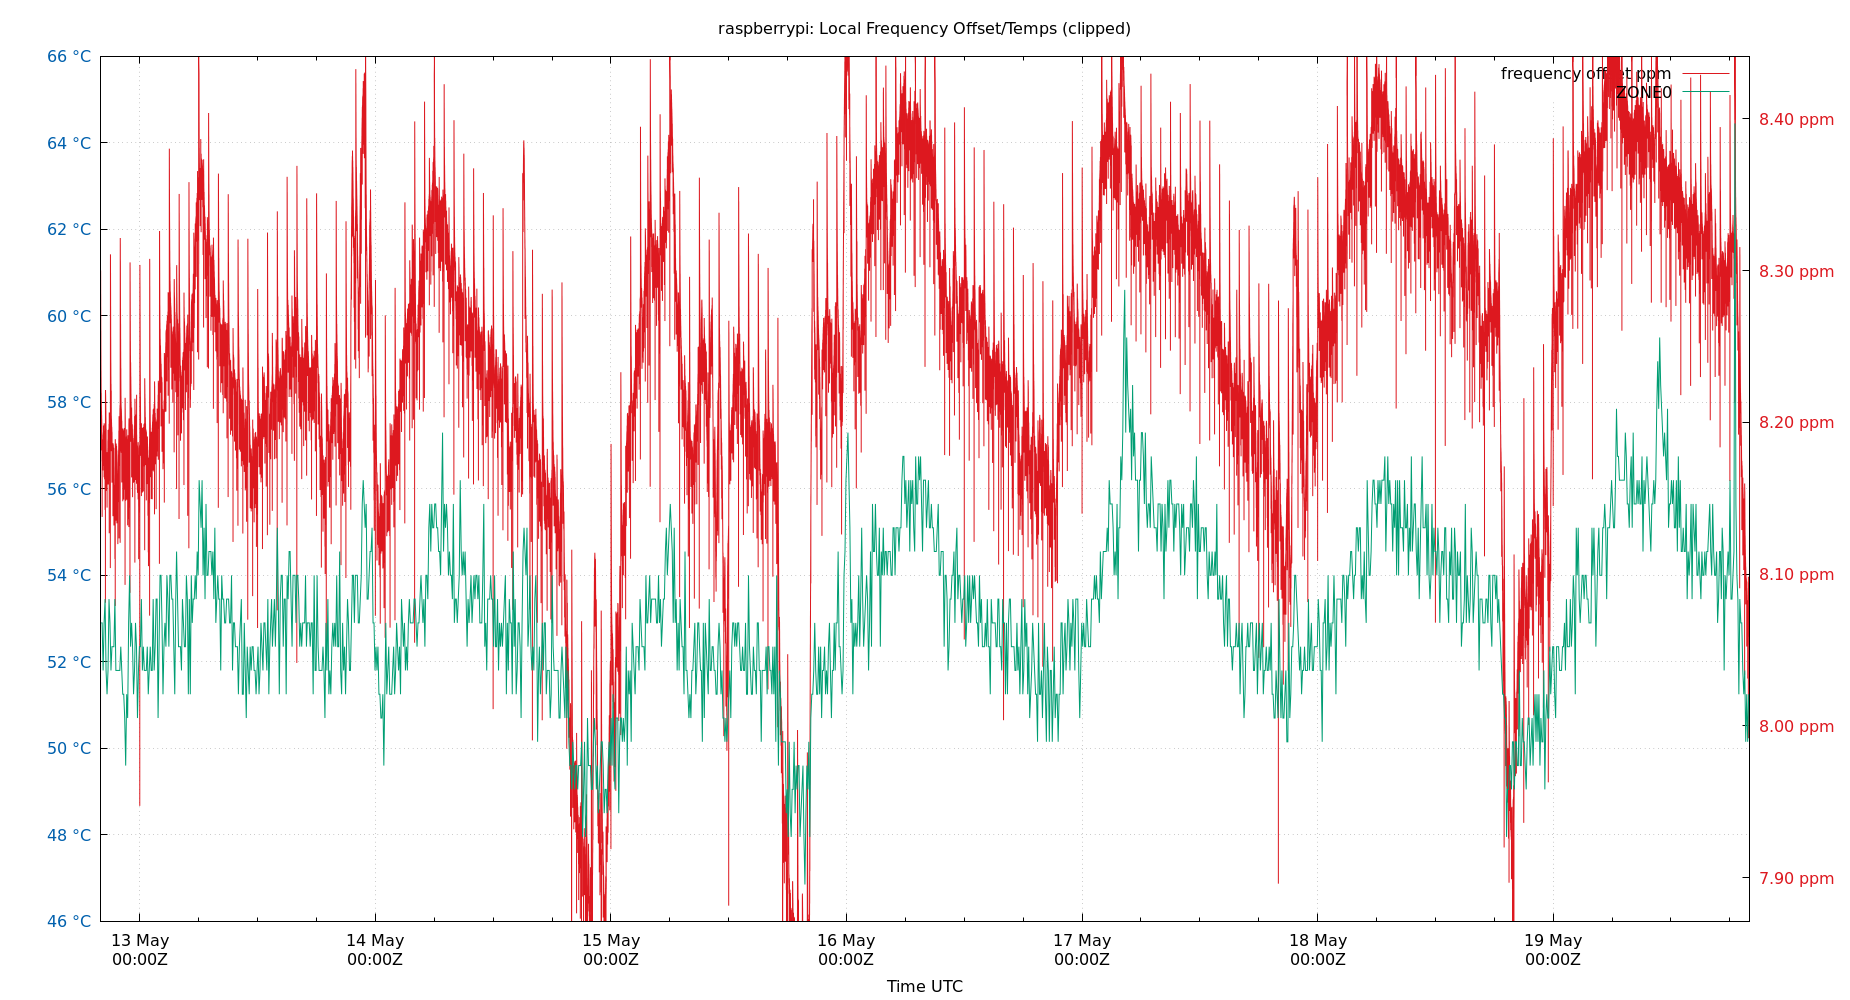 raspberrypi: Local Frequency Offset/Temps (clipped)
66 °C
64 °C
62 °C
60 °C
58 °C
56 °C
54 °C
52 °C
50 °C
48 °C
46 °C
frequency offset ppm
ZONE0
8.40 ppm
8.30 ppm
8.20 ppm
8.10 ppm
8.00 ppm
7.90 ppm
13 May
00:00Z
14 May
00:00Z
15 May
00:00Z
16 May
00:00Z
17 May
00:00Z
18 May
00:00Z
19 May
00:00Z
Time UTC